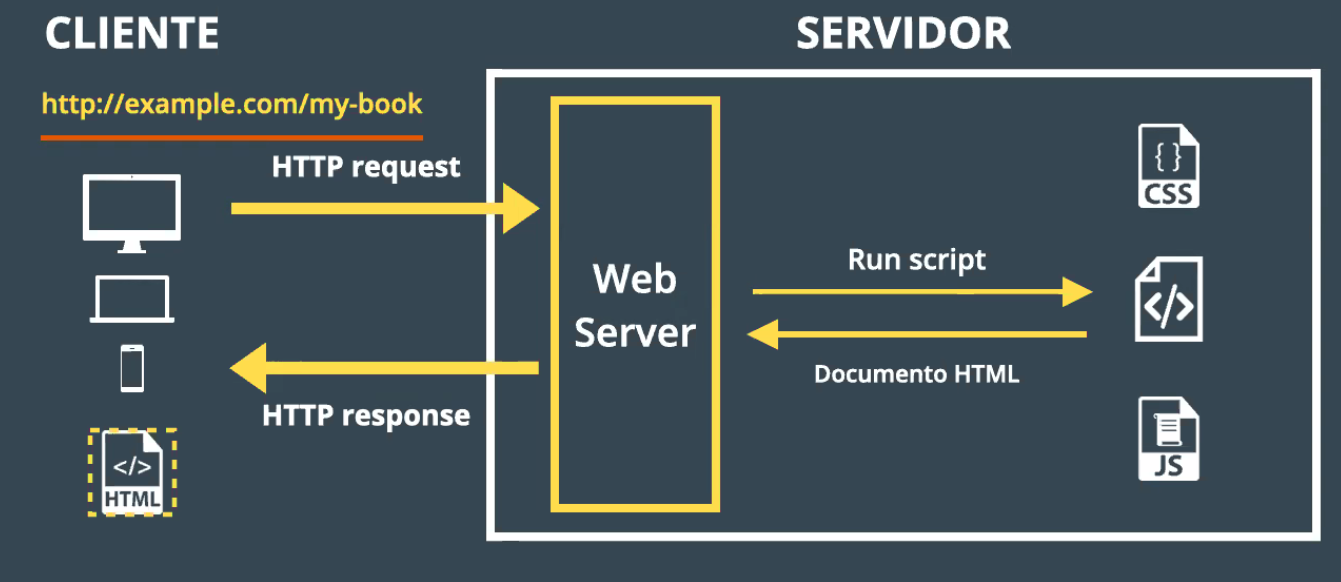 CLIENTE
SERVIDOR
http://example.com/my-book
HTTP request
{ }
CSS
Run script
Web
Server
</>
Documento HTML
HTTP response
</>
HTML
JS